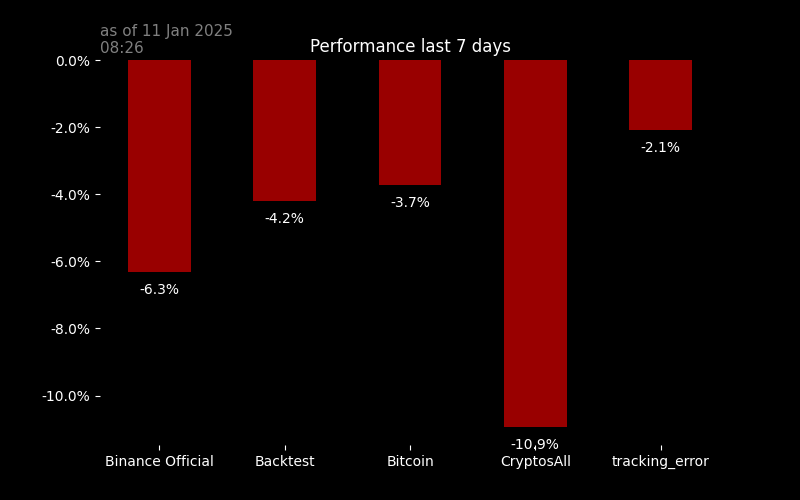 as of 11 Jan 2025
08:26
Performance last 7 days
0.0%
-2.0%
-4.0%
-6.0%
-8.0%
-10.0%
-6.3%
-4.2%
-3.7%
-10.9%
-2.1%
Binance Official
Backtest
Bitcoin
CryptosAll
tracking_error